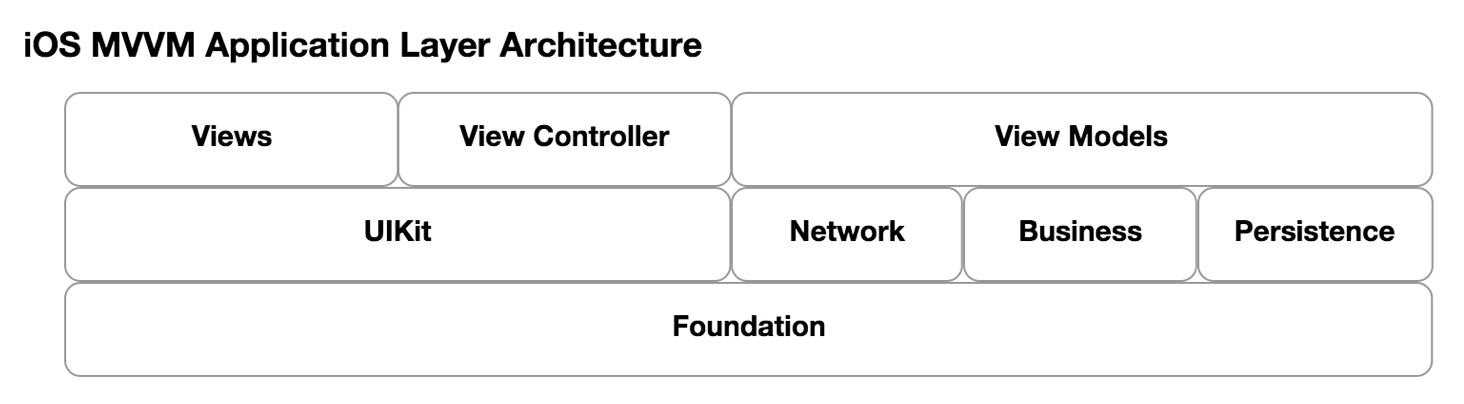 iOS MVVM Application Layer Architecture
Views View Controller View Models
UIKit Network Business Persistence
Foundation